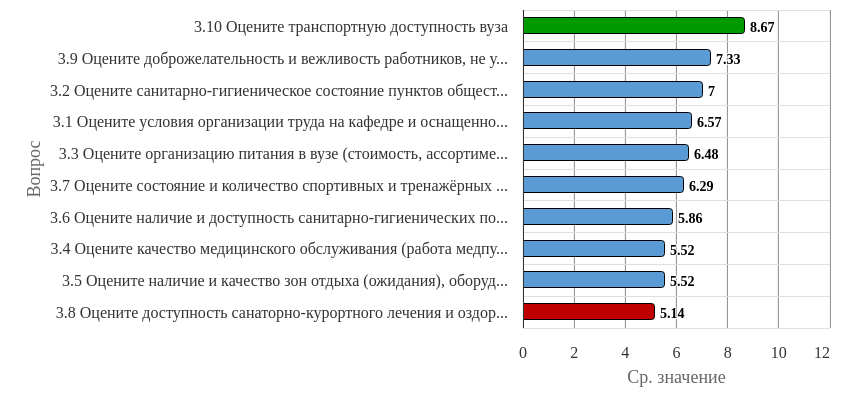 3.10 Оцените транспортную доступность вуза 8.67
3.9 Оцените доброжелательность и вежливость работников, не у... 7.33
3.2 Оцените санитарно-гигиеническое состояние пунктов общест... 7
3.1 Оцените условия организации труда на кафедре и оснащенно... 6.57
3.3 Оцените организацию питания в вузе (стоимость, ассортиме... 6.48
3.7 Оцените состояние и количество спортивных и тренажёрных ... 6.29
3.6 Оцените наличие и доступность санитарно-гигиенических по... 5.86
3.4 Оцените качество медицинского обслуживания (работа медпу... 5.52
3.5 Оцените наличие и качество зон отдыха (ожидания), оборуд... 5.52
3.8 Оцените доступность санаторно-курортного лечения и оздор... 5.14
Вопрос
0 2 4 6 8 10 12
Ср. значение